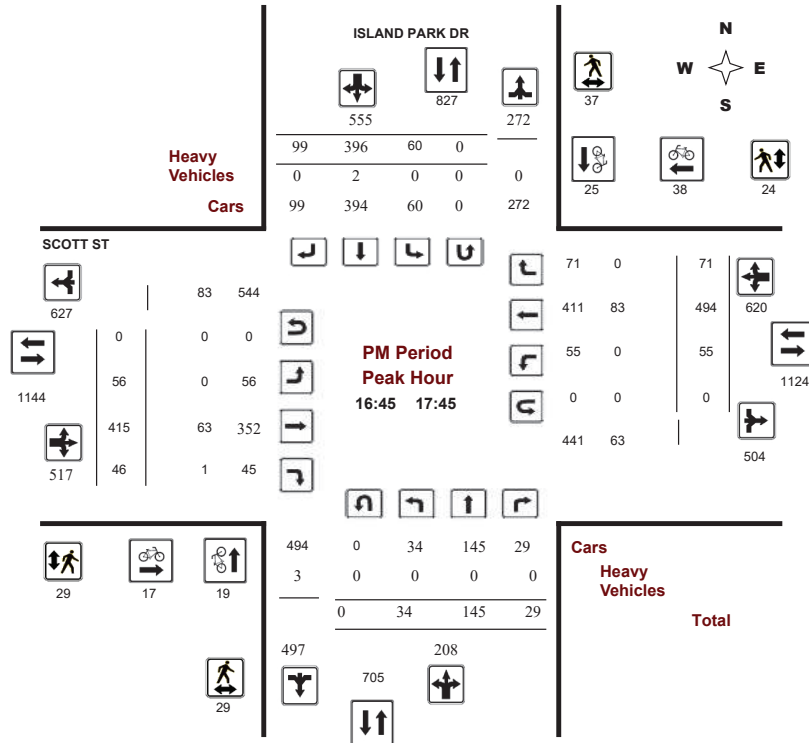 ISLAND PARK DR
N
W E
S
827
37
555 272
99 396 60 0
Heavy
Vehicles
0 2 0 0 0
25 38 24
Cars 99 394 60 0 272
SCOTT ST
71 0 71
627
83 544
620
411 83 494
0 0 0
PM Period
Peak Hour
16:45 17:45
55 0 55
1144
56 0 56
1124
0 0 0
415 63 352
441 63
504
517
46 1 45
494 0 34 145 29
Cars
3 0 0 0 0
Heavy
Vehicles
29 17 19
0 34 145 29
Total
497 208
705
29